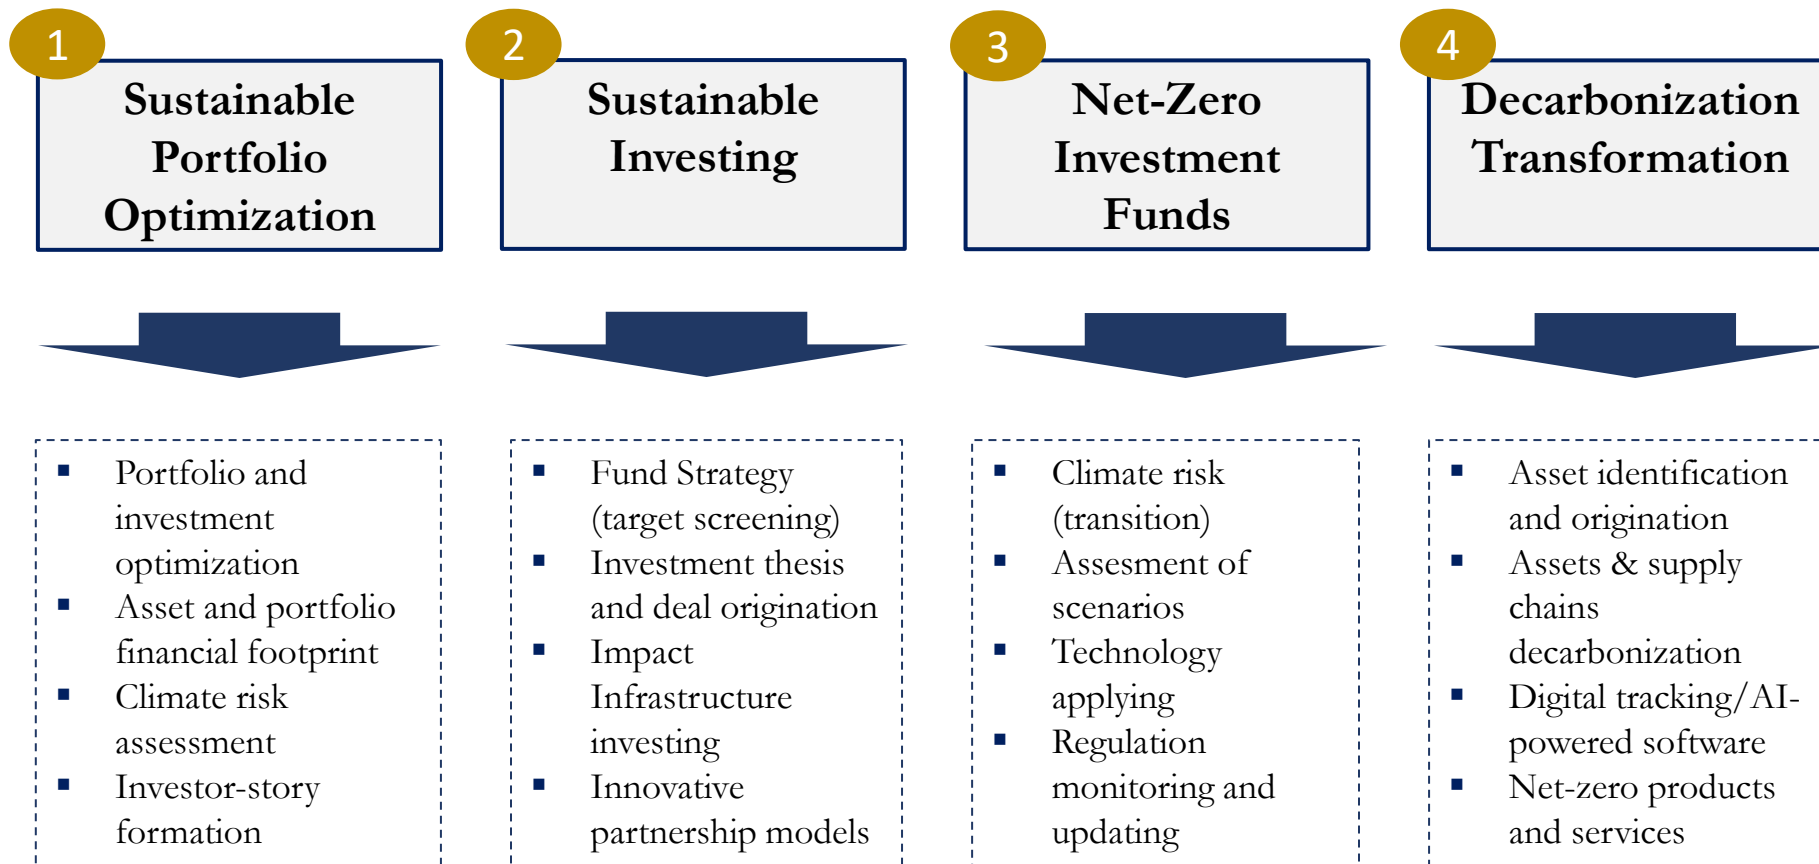 1
Sustainable
Portfolio
Optimization
▪ Portfolio and
investment
optimization
▪ Asset and portfolio
financial footprint
▪ Climate risk
assessment
▪ Investor-story
formation
2
Sustainable
Investing
▪ Fund Strategy
(target screening)
▪ Investment thesis
and deal origination
▪ Impact
Infrastructure
investing
▪ Innovative
partnership models
3
Net-Zero
Investment
Funds
▪ Climate risk
(transition)
▪ Assesment of
scenarios
▪ Technology
applying
▪ Regulation
monitoring and
updating
4
Decarbonization
Transformation
▪ Asset identification
and origination
▪ Assets & supply
chains
decarbonization
▪ Digital tracking/AI-
powered software
▪ Net-zero products
and services